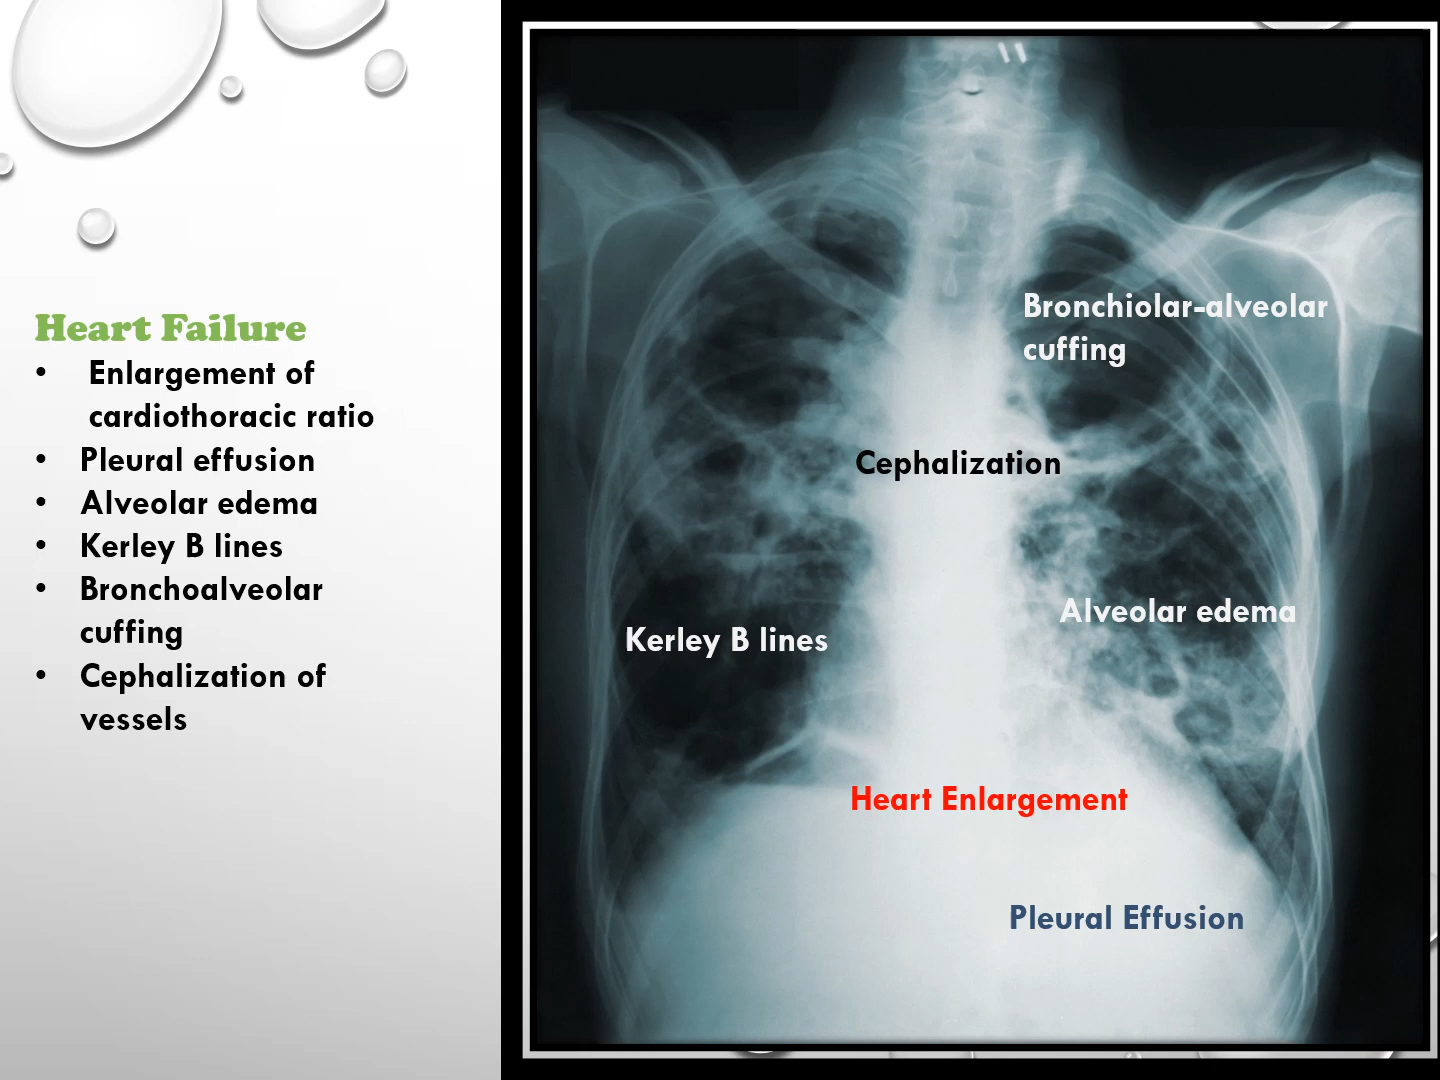 Heart Failure
• Enlargement of
cardiothoracic ratio
• Pleural effusion
• Alveolar edema
• Kerley B lines
• Bronchoalveolar
cuffing
• Cephalization of
vessels
Bronchiolar-alveolar
cuffing
Cephalization
Alveolar edema
Kerley B lines
Heart Enlargement
Pleural Effusion